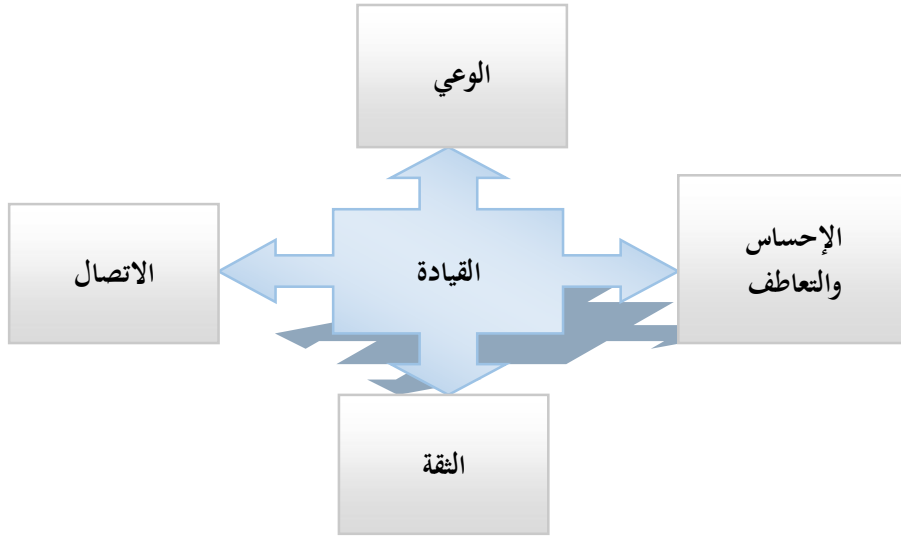 الوعي
الإحساس
والتعاطف
القيادة
الاتصال
الثقة